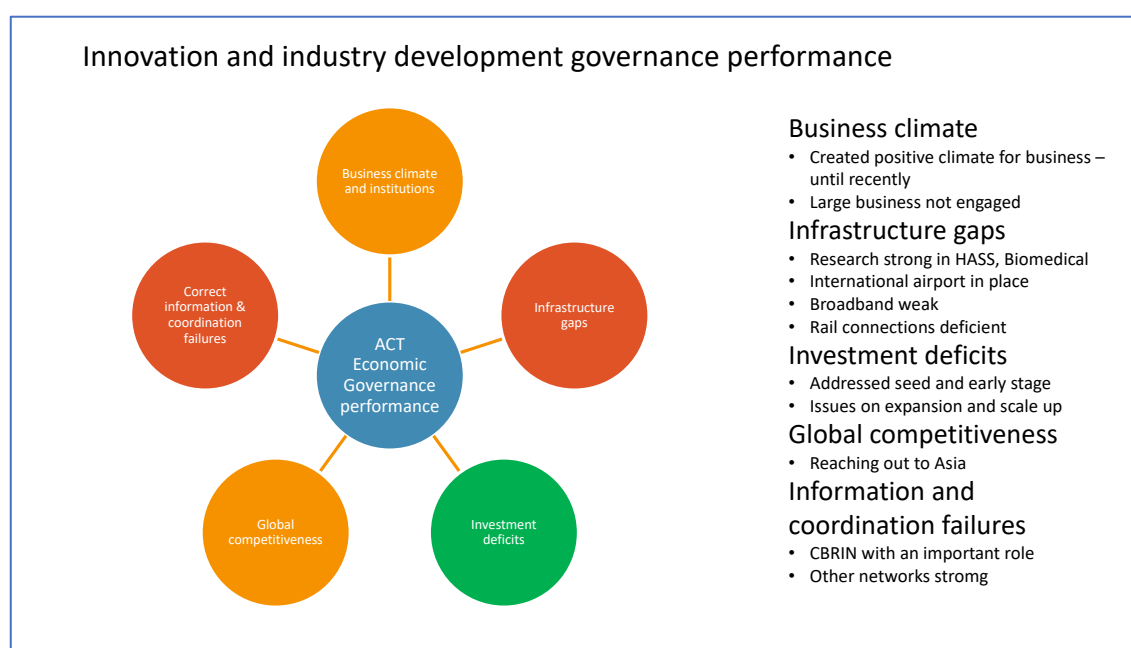 Innovation and industry development governance performance
Business climate
and institutions
Correct
information &
coordination
failures
Infrastructure
gaps
ACT
Economic
Governance
performance
Global
competitiveness
Investment
deficits
Business climate
• Created positive climate for business –
until recently
• Large business not engaged
Infrastructure gaps
• Research strong in HASS, Biomedical
• International airport in place
• Broadband weak
• Rail connections deficient
Investment deficits
• Addressed seed and early stage
• Issues on expansion and scale up
Global competitiveness
• Reaching out to Asia
Information and
coordination failures
• CBRIN with an important role
• Other networks stromg